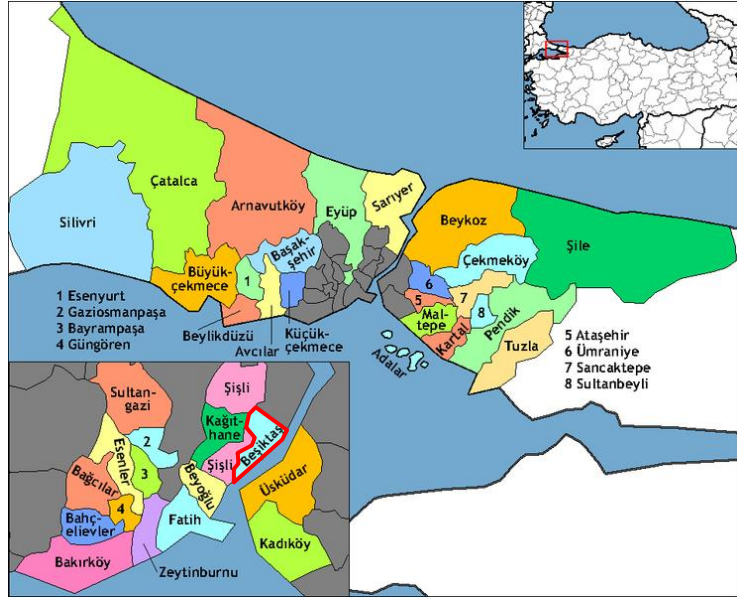 Silivri
Çatalca
Arnavutköy
Eyüp
Sarıyer
Büyük-
çekmece
1
Başak-
şehir
Beylikdüzü
Avcılar
Küçük-
çekmece
1 Esenyurt
2 Gaziosmanpaşa
3 Bayrampaşa
4 Güngören
Beykoz
Çekmeköy
Şile
6
7
5
8
Mal-
tepe
Kartal
Pendik
Tuzla
Adalar
5 Ataşehir
6 Ümraniye
7 Sancaktepe
8 Sultanbeyli
Sultan-
gazi
Şişli
Kağıt-
hane
Beşiktaş
2
Esenler
3
Şişli
Bağcılar
4
Beyoğlu
Üsküdar
Bahç-
elievler
Fatih
Kadıköy
Bakırköy
Zeytinburnu